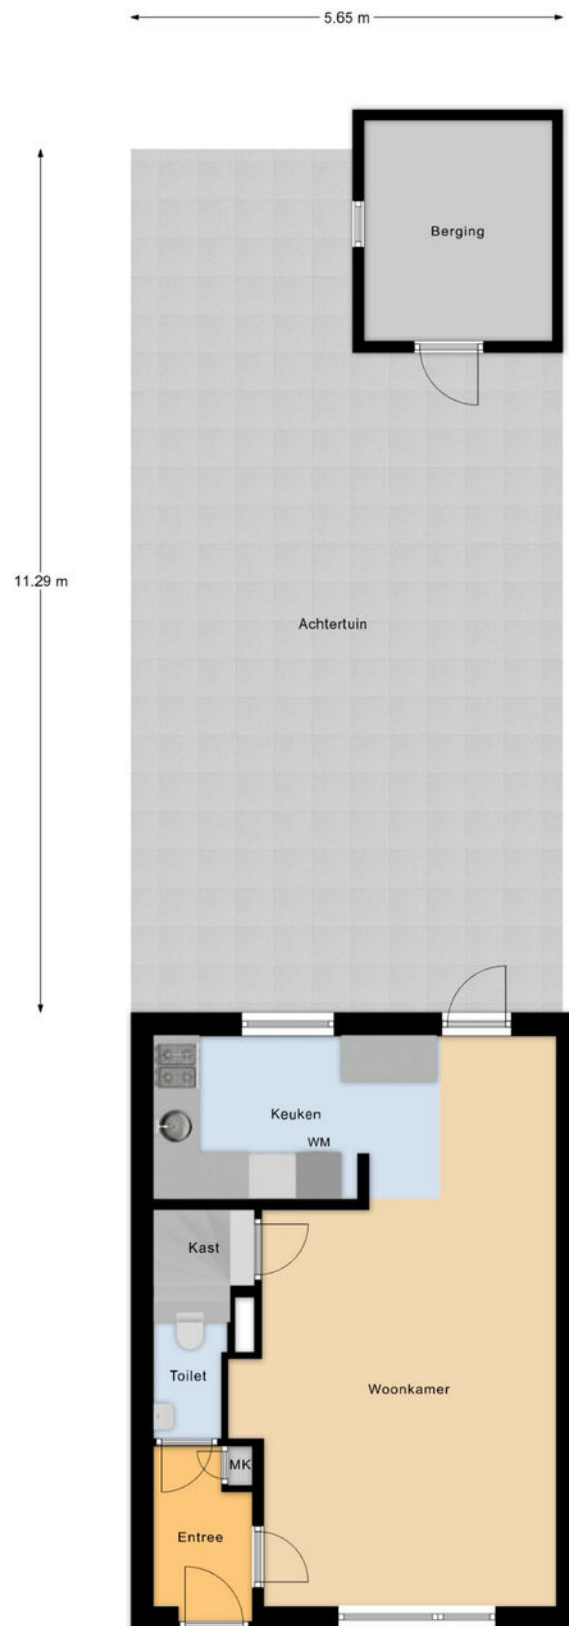 5.65 m
Berging
11.29 m
Achtertuin
Keuken
WM
Kast
Toilet
Woonkamer
MK
Entree